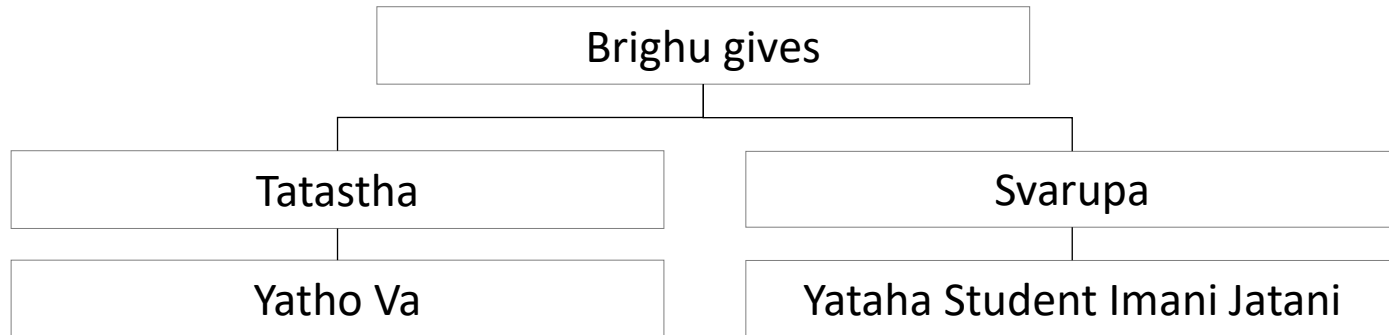 Brighu gives
Tatastha
Svarupa
Yatho Va
Yataha Student Imani Jatani